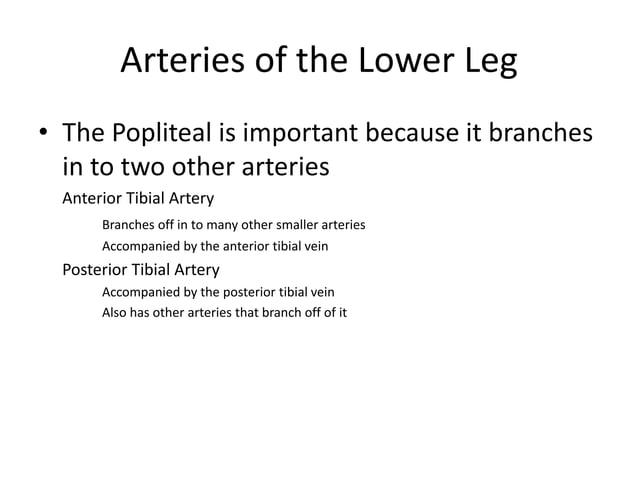 Arteries of the Lower Leg
• The Popliteal is important because it branches
in to two other arteries
Anterior Tibial Artery
Branches off in to many other smaller arteries
Accompanied by the anterior tibial vein
Posterior Tibial Artery
Accompanied by the posterior tibial vein
Also has other arteries that branch off of it